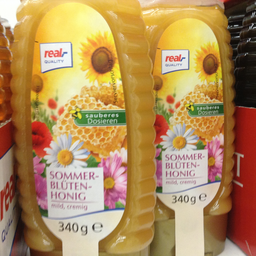 real,-
QUALITY
sauberes
Dosieren
SOMMER-
BLÜTEN-
HONIG
mild, cremig
340g e
real,-
QUALITY
sauberes
Dosieren
SOMMER-
BLÜTEN-
HONIG
mild, cremig
340g e
real